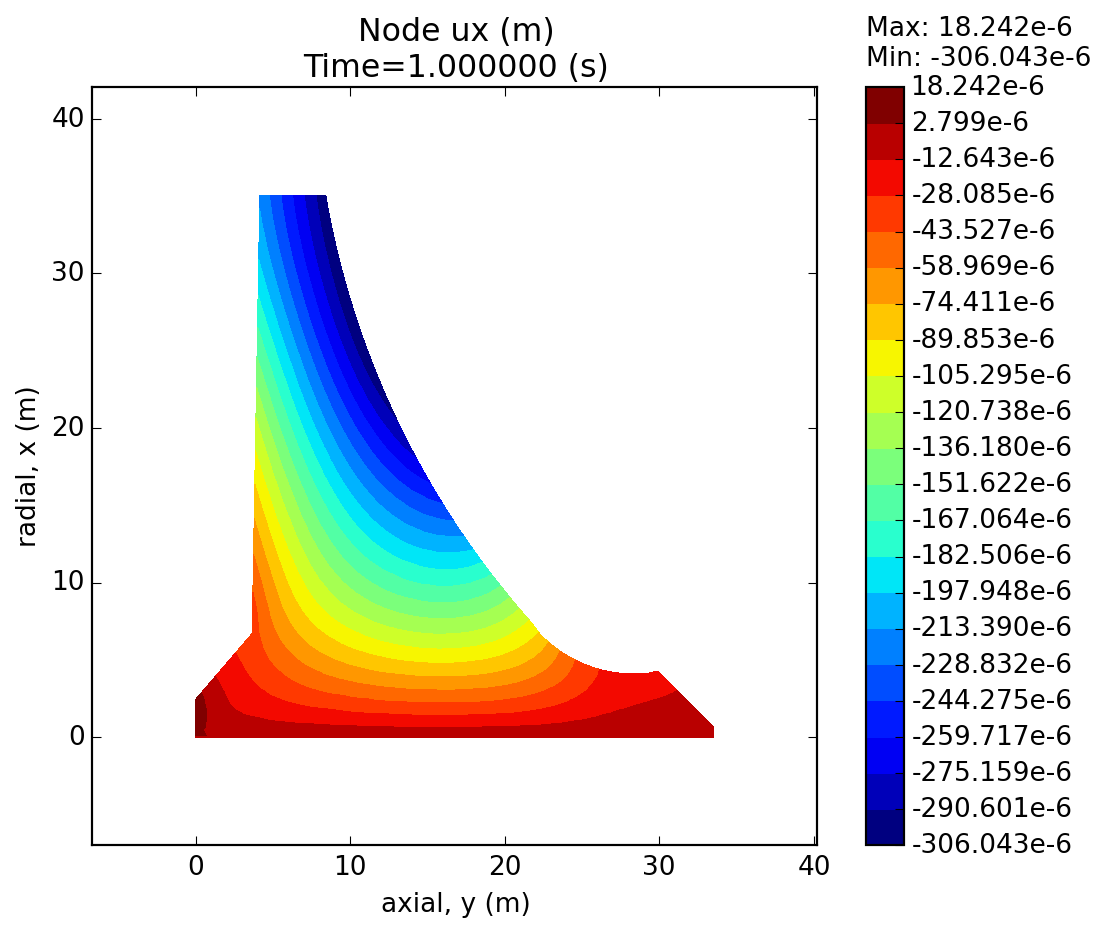 Node ux (m)
Time=1.000000 (s)
Max: 18.242e-6
Min: -306.043e-6
18.242e-6
2.799e-6
-12.643e-6
-28.085e-6
-43.527e-6
-58.969e-6
-74.411e-6
-89.853e-6
-105.295e-6
-120.738e-6
-136.180e-6
-151.622e-6
-167.064e-6
-182.506e-6
-197.948e-6
-213.390e-6
-228.832e-6
-244.275e-6
-259.717e-6
-275.159e-6
-290.601e-6
-306.043e-6
40
30
20
10
0
radial, x (m)
0 10 20 30 40
axial, y (m)